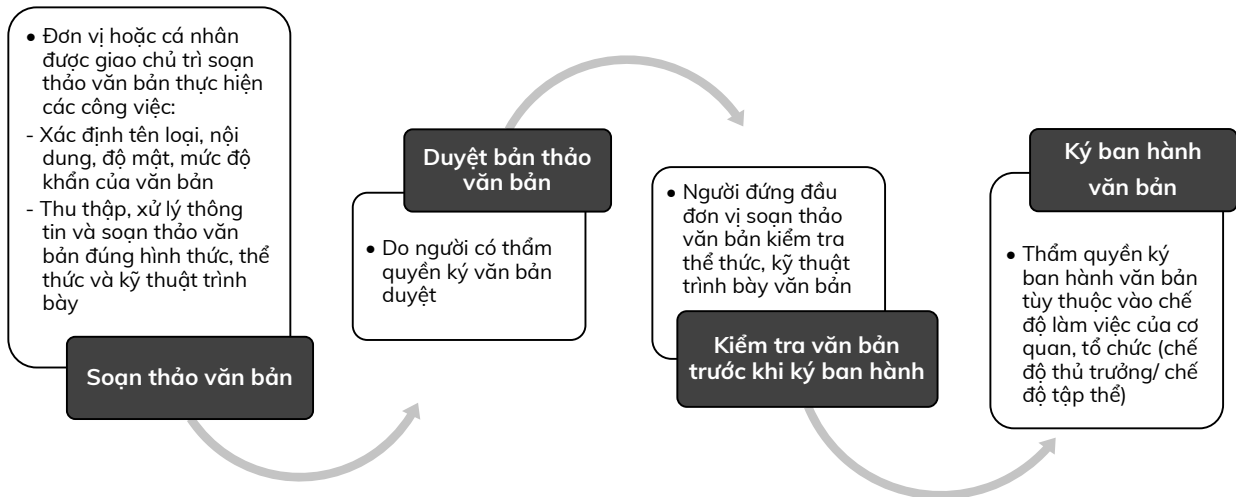 • Đơn vị hoặc cá nhân
được giao chủ trì soạn
thảo văn bản thực hiện
các công việc:
- Xác định tên loại, nội
dung, độ mật, mức độ
khẩn của văn bản
- Thu thập, xử lý thông
tin và soạn thảo văn
bản đúng hình thức, thể
thức và kỹ thuật trình
bày
Soạn thảo văn bản
Duyệt bản thảo
văn bản
• Do người có thẩm
quyền ký văn bản
duyệt
• Người đứng đầu
đơn vị soạn thảo
văn bản kiểm tra
thể thức, kỹ thuật
trình bày văn bản
Kiểm tra văn bản
trước khi ký ban hành
Ký ban hành
văn bản
• Thẩm quyền ký
ban hành văn bản
tùy thuộc vào chế
độ làm việc của cơ
quan, tổ chức (chế
độ thủ trưởng/ chế
độ tập thể)